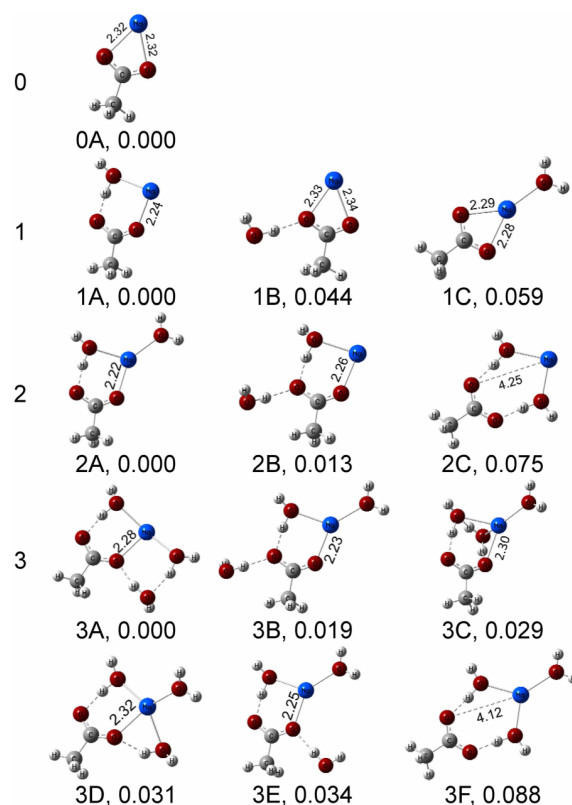 2.32
2.32
0
0A, 0.000
2.24
2.33
2.34
2.29
2.28
1
1A, 0.000
1B, 0.044
1C, 0.059
2.22
2.26
4.25
2
2A, 0.000
2B, 0.013
2C, 0.075
2.28
2.23
2.30
3
3A, 0.000
3B, 0.019
3C, 0.029
2.32
2.25
4.12
3D, 0.031
3E, 0.034
3F, 0.088